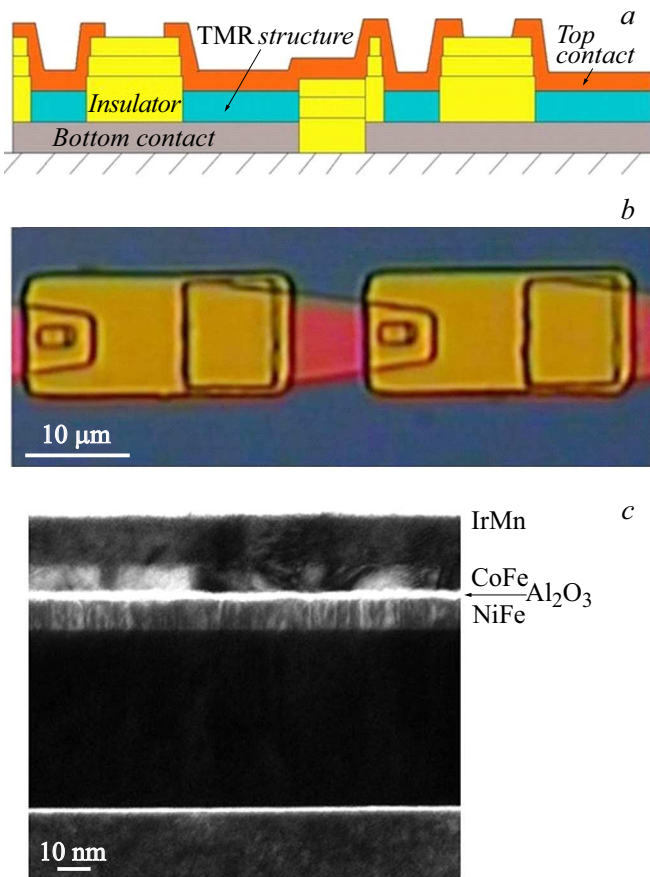 a
TMR structure
Top
contact
Insulator
Bottom contact
b
10 μm
c
IrMn
CoFe
Al₂O₃
NiFe
10 nm